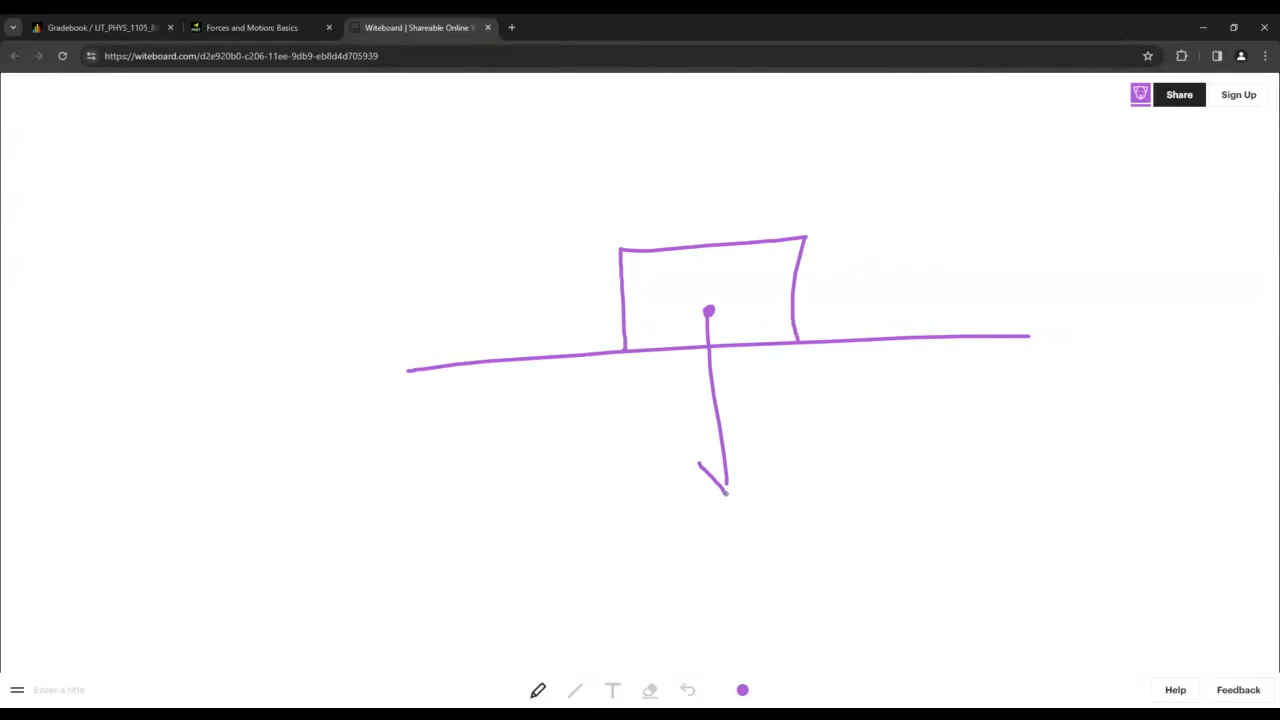 Gradebook / LIT_PHYS_1105_B
Forces and Motion: Basics
Witeboard | Shareable Online
https://witeboard.com/d2e920b0-c206-11ee-9db9-eb8d4d705939
Share
Sign Up
Enter a title
T
Help
Feedback